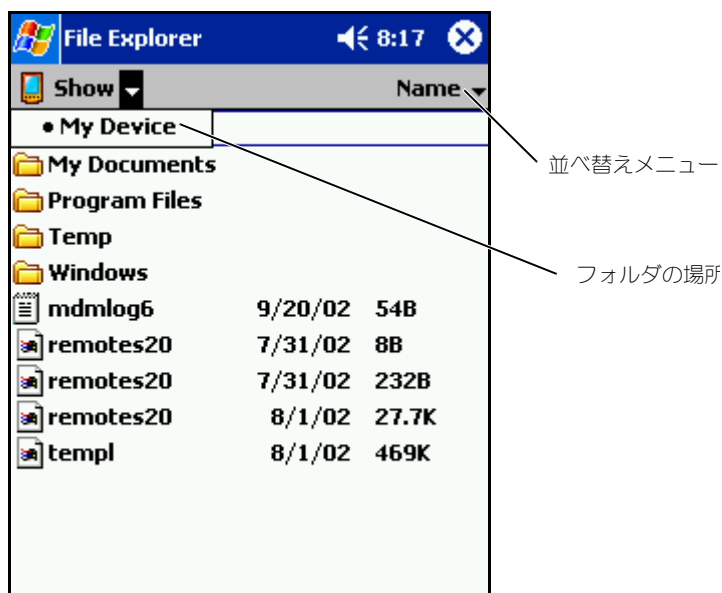 File Explorer 8:17
Show Name
• My Device
My Documents
Program Files
Temp
Windows
mdmlog6 9/20/02 54B
remotes20 7/31/02 8B
remotes20 7/31/02 232B
remotes20 8/1/02 27.7K
templ 8/1/02 469K
並べ替えメニュー
フォルダの場所